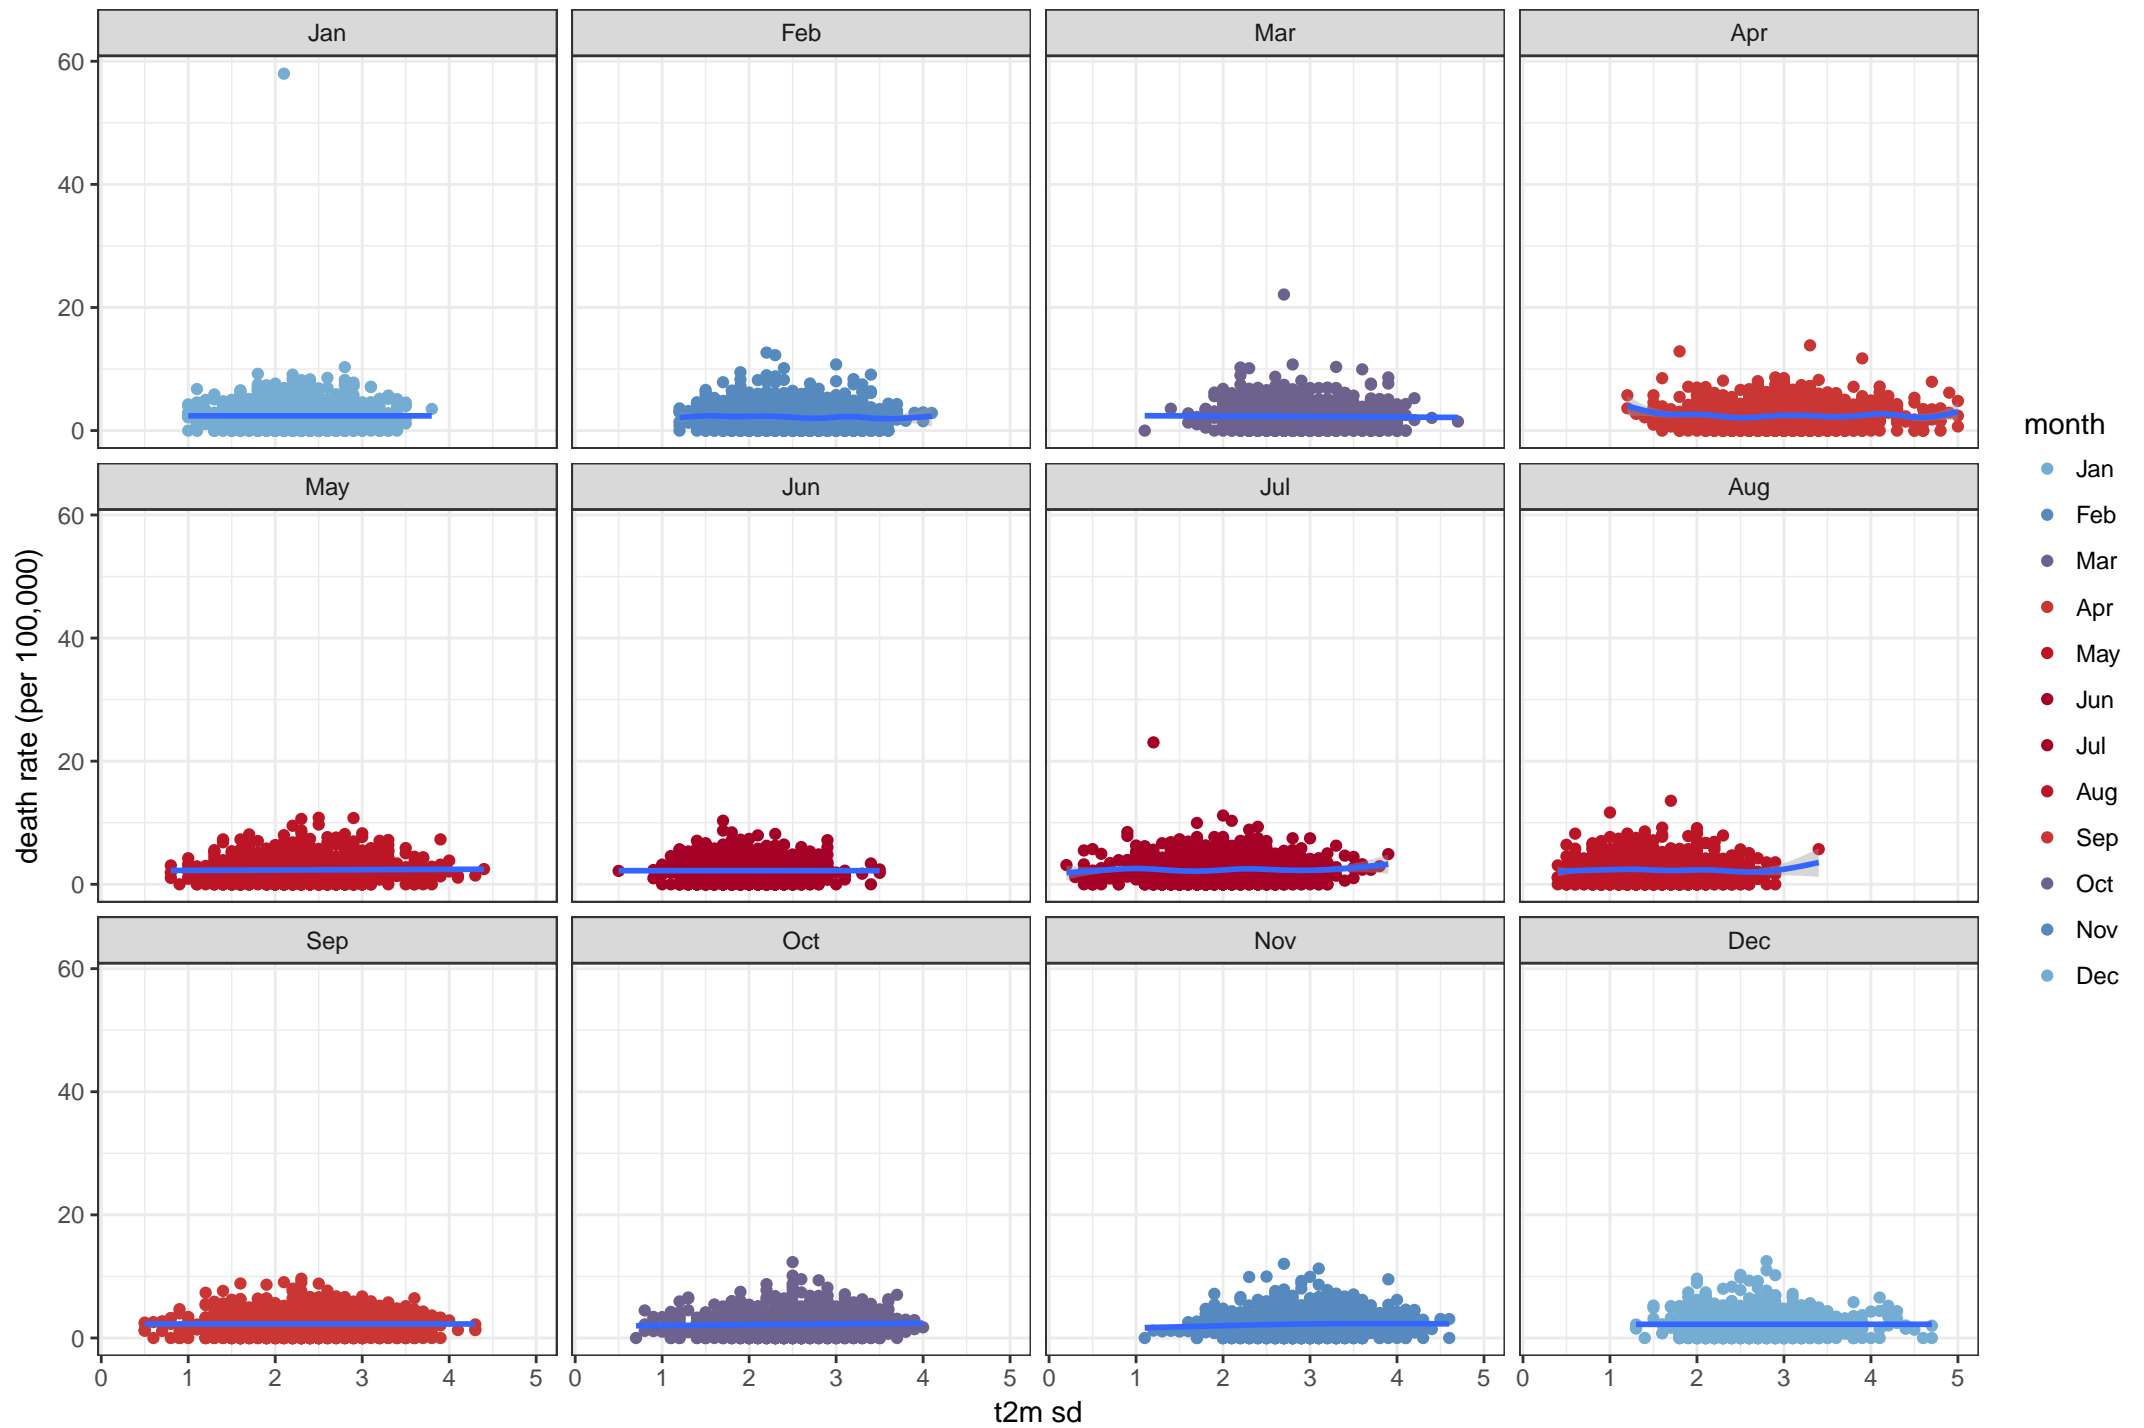 Jan Feb Mar Apr
60
40
20
0
May Jun Jul Aug
60
40
20
0
Sep Oct Nov Dec
60
40
20
0
0 1 2 3 4 5 0 1 2 3 4 5 0 1 2 3 4 5 0 1 2 3 4 5
t2m sd
death rate (per 100,000)
month
Jan
Feb
Mar
Apr
May
Jun
Jul
Aug
Sep
Oct
Nov
Dec